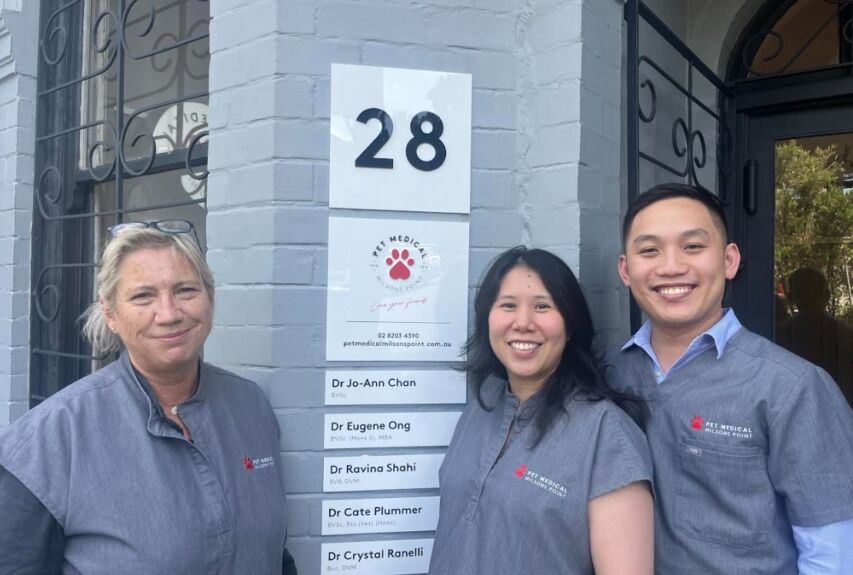 28
PET MEDICAL
MILSONS POINT
Love your friend
02 8203 4390
petmedicalmilsonspoint.com.au
Dr Jo-Ann Chan
BVSc
Dr Eugene Ong
BVSc (Hons I), MBA
Dr Ravina Shahi
BVB, DVM
Dr Cate Plummer
BVSc, Bsc (Vet) (Hons)
Dr Crystal Ranelli
Bsc, DVM
PET MEDICAL
MILSONS POINT
PET MEDICAL
MILSONS POINT
PET MEDICAL
MILSONS POINT